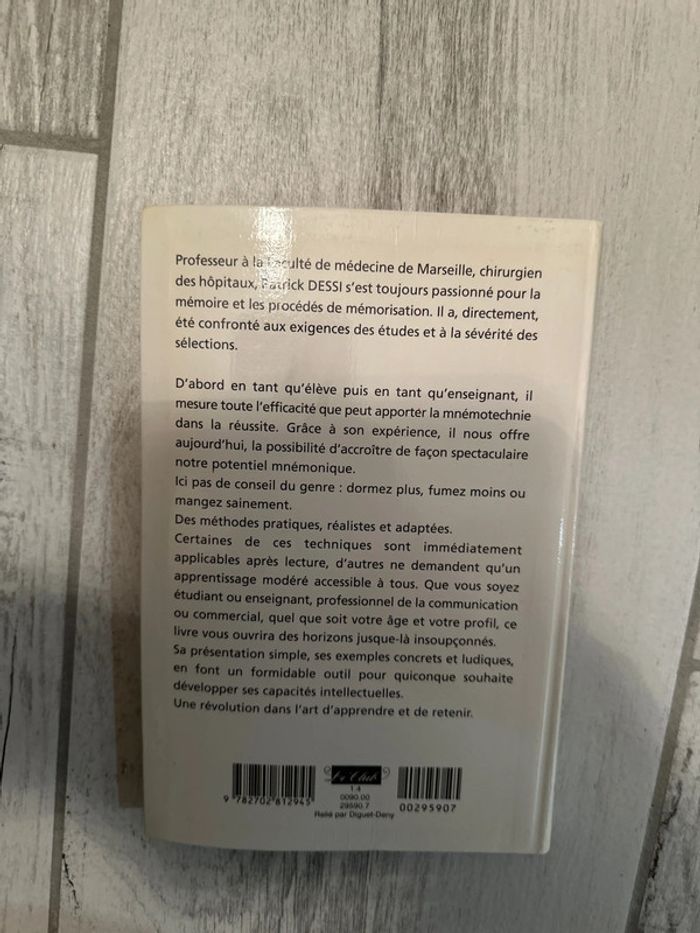 Professeur à la Faculté de médecine de Marseille, chirurgien
des hôpitaux, Patrick DESSI s'est toujours passionné pour la
mémoire et les procédés de mémorisation. Il a, directement,
été confronté aux exigences des études et à la sévérité des
sélections.
D'abord en tant qu'élève puis en tant qu'enseignant, il
mesure toute l'efficacité que peut apporter la mnémotechnie
dans la réussite. Grâce à son expérience, il nous offre
aujourd'hui, la possibilité d'accroître de façon spectaculaire
notre potentiel mnémonique.
Ici pas de conseil du genre : dormez plus, fumez moins ou
mangez sainement.
Des méthodes pratiques, réalistes et adaptées.
Certaines de ces techniques sont immédiatement
applicables après lecture, d'autres ne demandent qu'un
apprentissage modéré accessible à tous. Que vous soyez
étudiant ou enseignant, professionnel de la communication
ou commercial, quel que soit votre âge et votre profil, ce
livre vous ouvrira des horizons jusque-là insoupçonnés.
Sa présentation simple, ses exemples concrets et ludiques,
en font un formidable outil pour quiconque souhaite
développer ses capacités intellectuelles.
Une révolution dans l'art d'apprendre et de retenir.
Le Club
1.4
0090.00
29590.7
Relié par Diguet-Deny
9 782702 812945
00295907